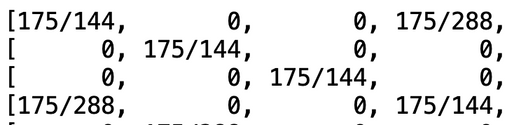 [175/144, 0, 0, 175/288,
[ 0, 175/144, 0, 0,
[ 0, 0, 175/144, 0,
[175/288, 0, 0, 175/144,